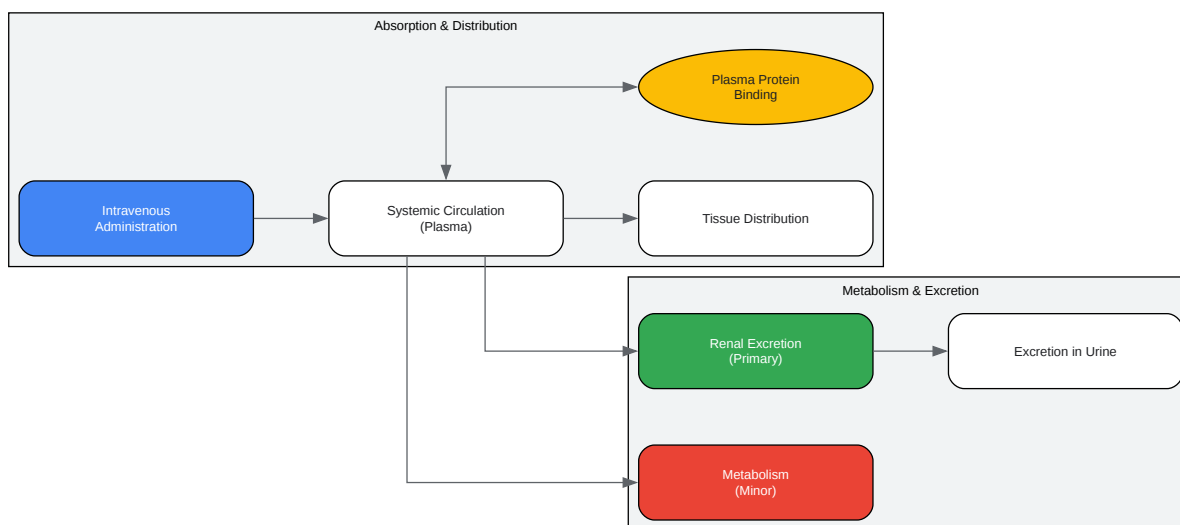 Absorption & Distribution
Plasma Protein
Binding
Intravenous
Administration
Systemic Circulation
(Plasma)
Tissue Distribution
Metabolism & Excretion
Renal Excretion
(Primary)
Excretion in Urine
Metabolism
(Minor)